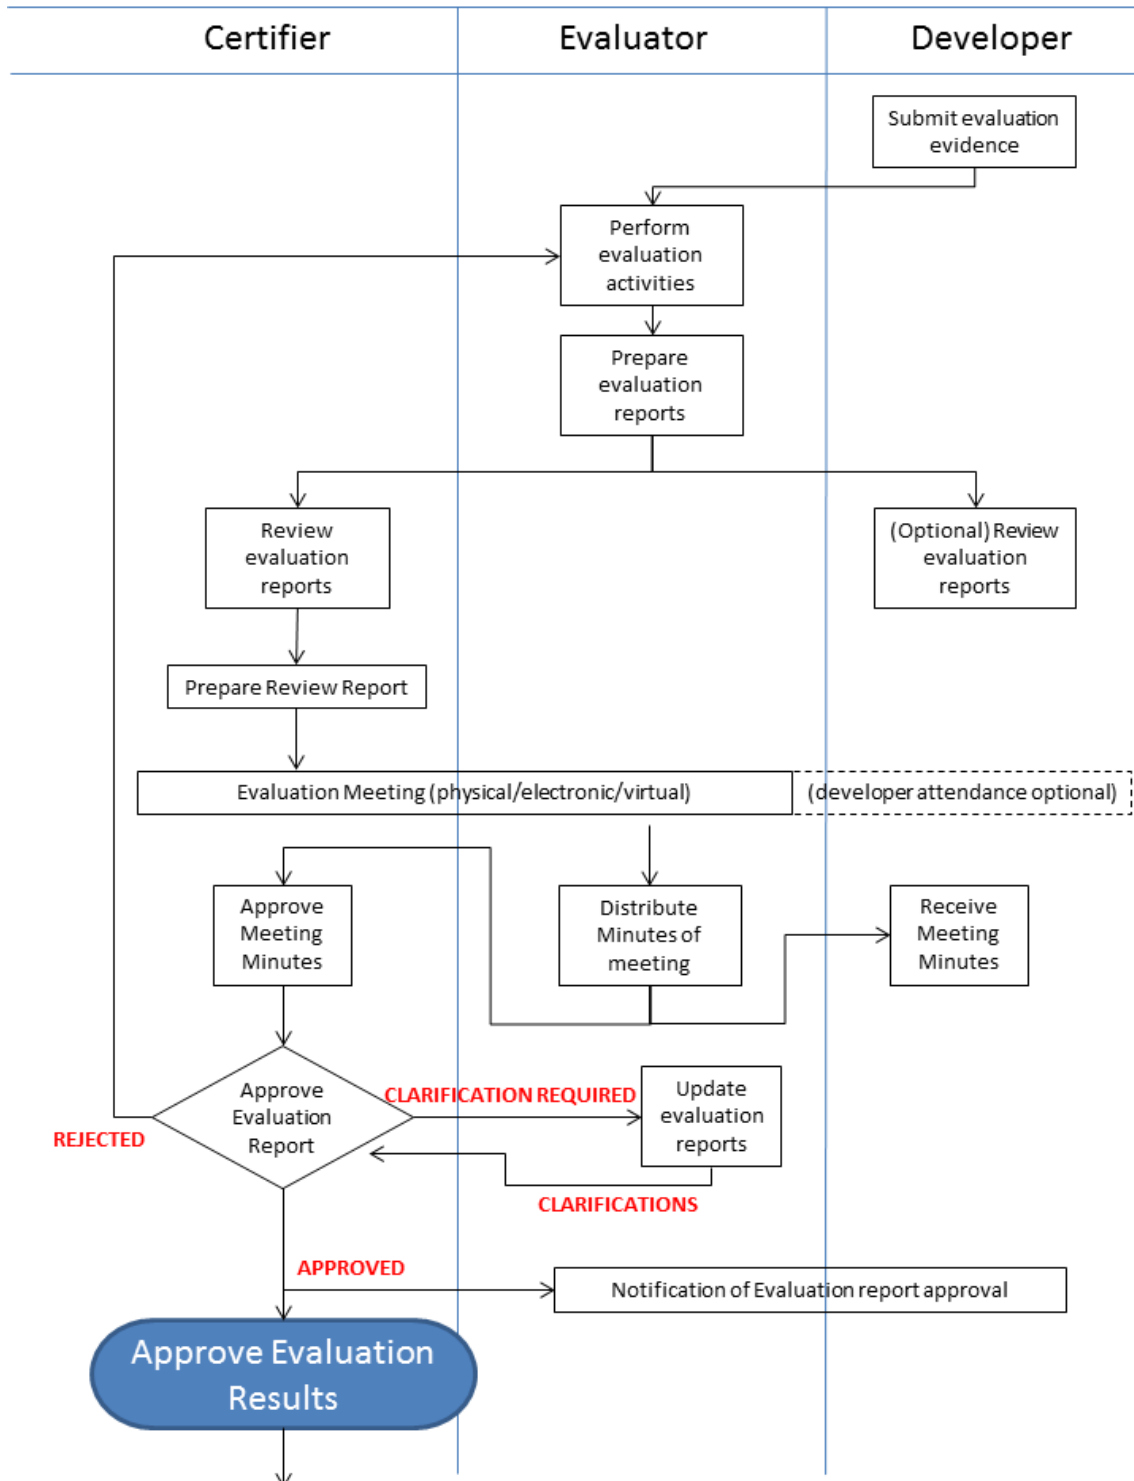 Certifier
Evaluator
Developer
Submit evaluation
evidence
Perform
evaluation
activities
Prepare
evaluation
reports
Review
evaluation
reports
(Optional) Review
evaluation
reports
Prepare Review Report
Evaluation Meeting (physical/electronic/virtual)
(developer attendance optional)
Approve
Meeting
Minutes
Distribute
Minutes of
meeting
Receive
Meeting
Minutes
Approve
Evaluation
Report
CLARIFICATION REQUIRED
Update
evaluation
reports
REJECTED
CLARIFICATIONS
APPROVED
Notification of Evaluation report approval
Approve Evaluation
Results